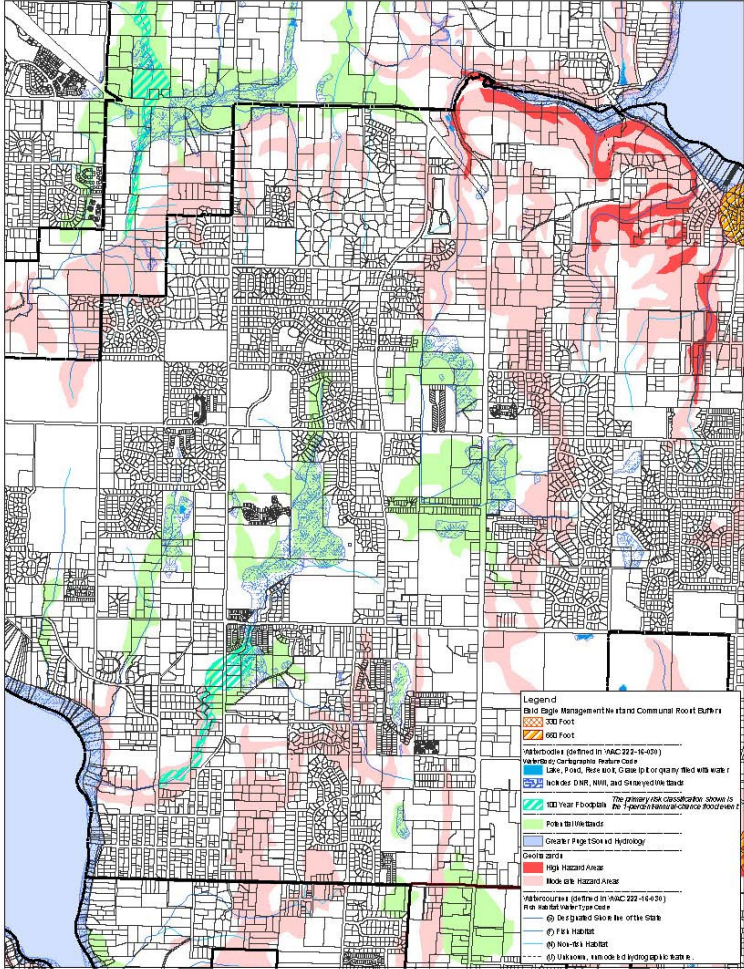 Legend
Bald Eagle Management Nest and Communal Roost Buffers
330 Foot
660 Foot
Waterbodies (defined in WAC 222-16-030)
WaterBody Cartographic Feature Code
Lake, Pond, Reservoir, Gravel pit or quarry filled with water
Includes DNR, NWI, and Surveyed Wetlands
100 Year Floodplain
The primary risk classification shown is
the 1-percent-annual-chance flood event
Potential Wetlands
Greater Puget Sound Hydrology
Geohazards
High Hazard Areas
Moderate Hazard Areas
Watercourses (defined in WAC 222-16-030)
Fish Habitat Water Type Code
(S) Designated Shoreline of the State
(F) Fish Habitat
(N) Non-fish Habitat
(U) Unknown, unmodeled hydrographic feature.